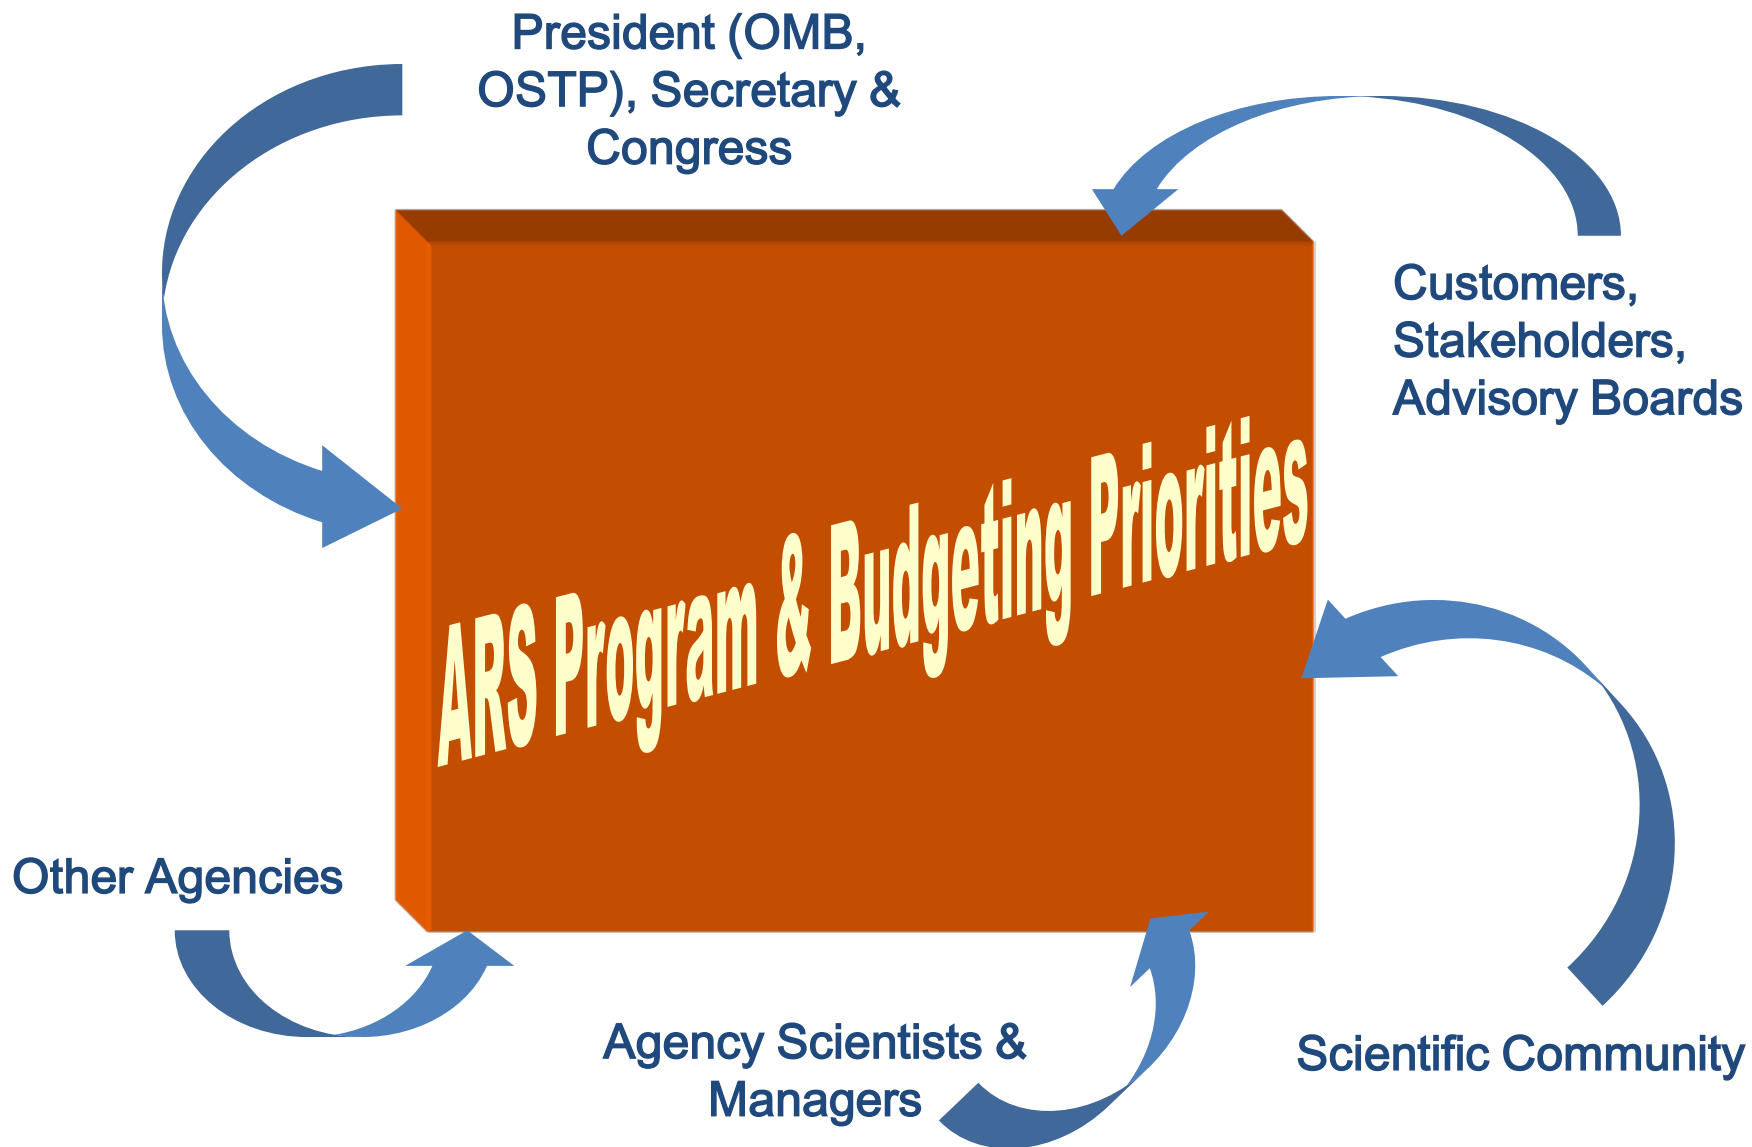 President (OMB,
OSTP), Secretary &
Congress
Customers,
Stakeholders,
Advisory Boards
ARS Program & Budgeting Priorities
Other Agencies
Agency Scientists &
Managers
Scientific Community